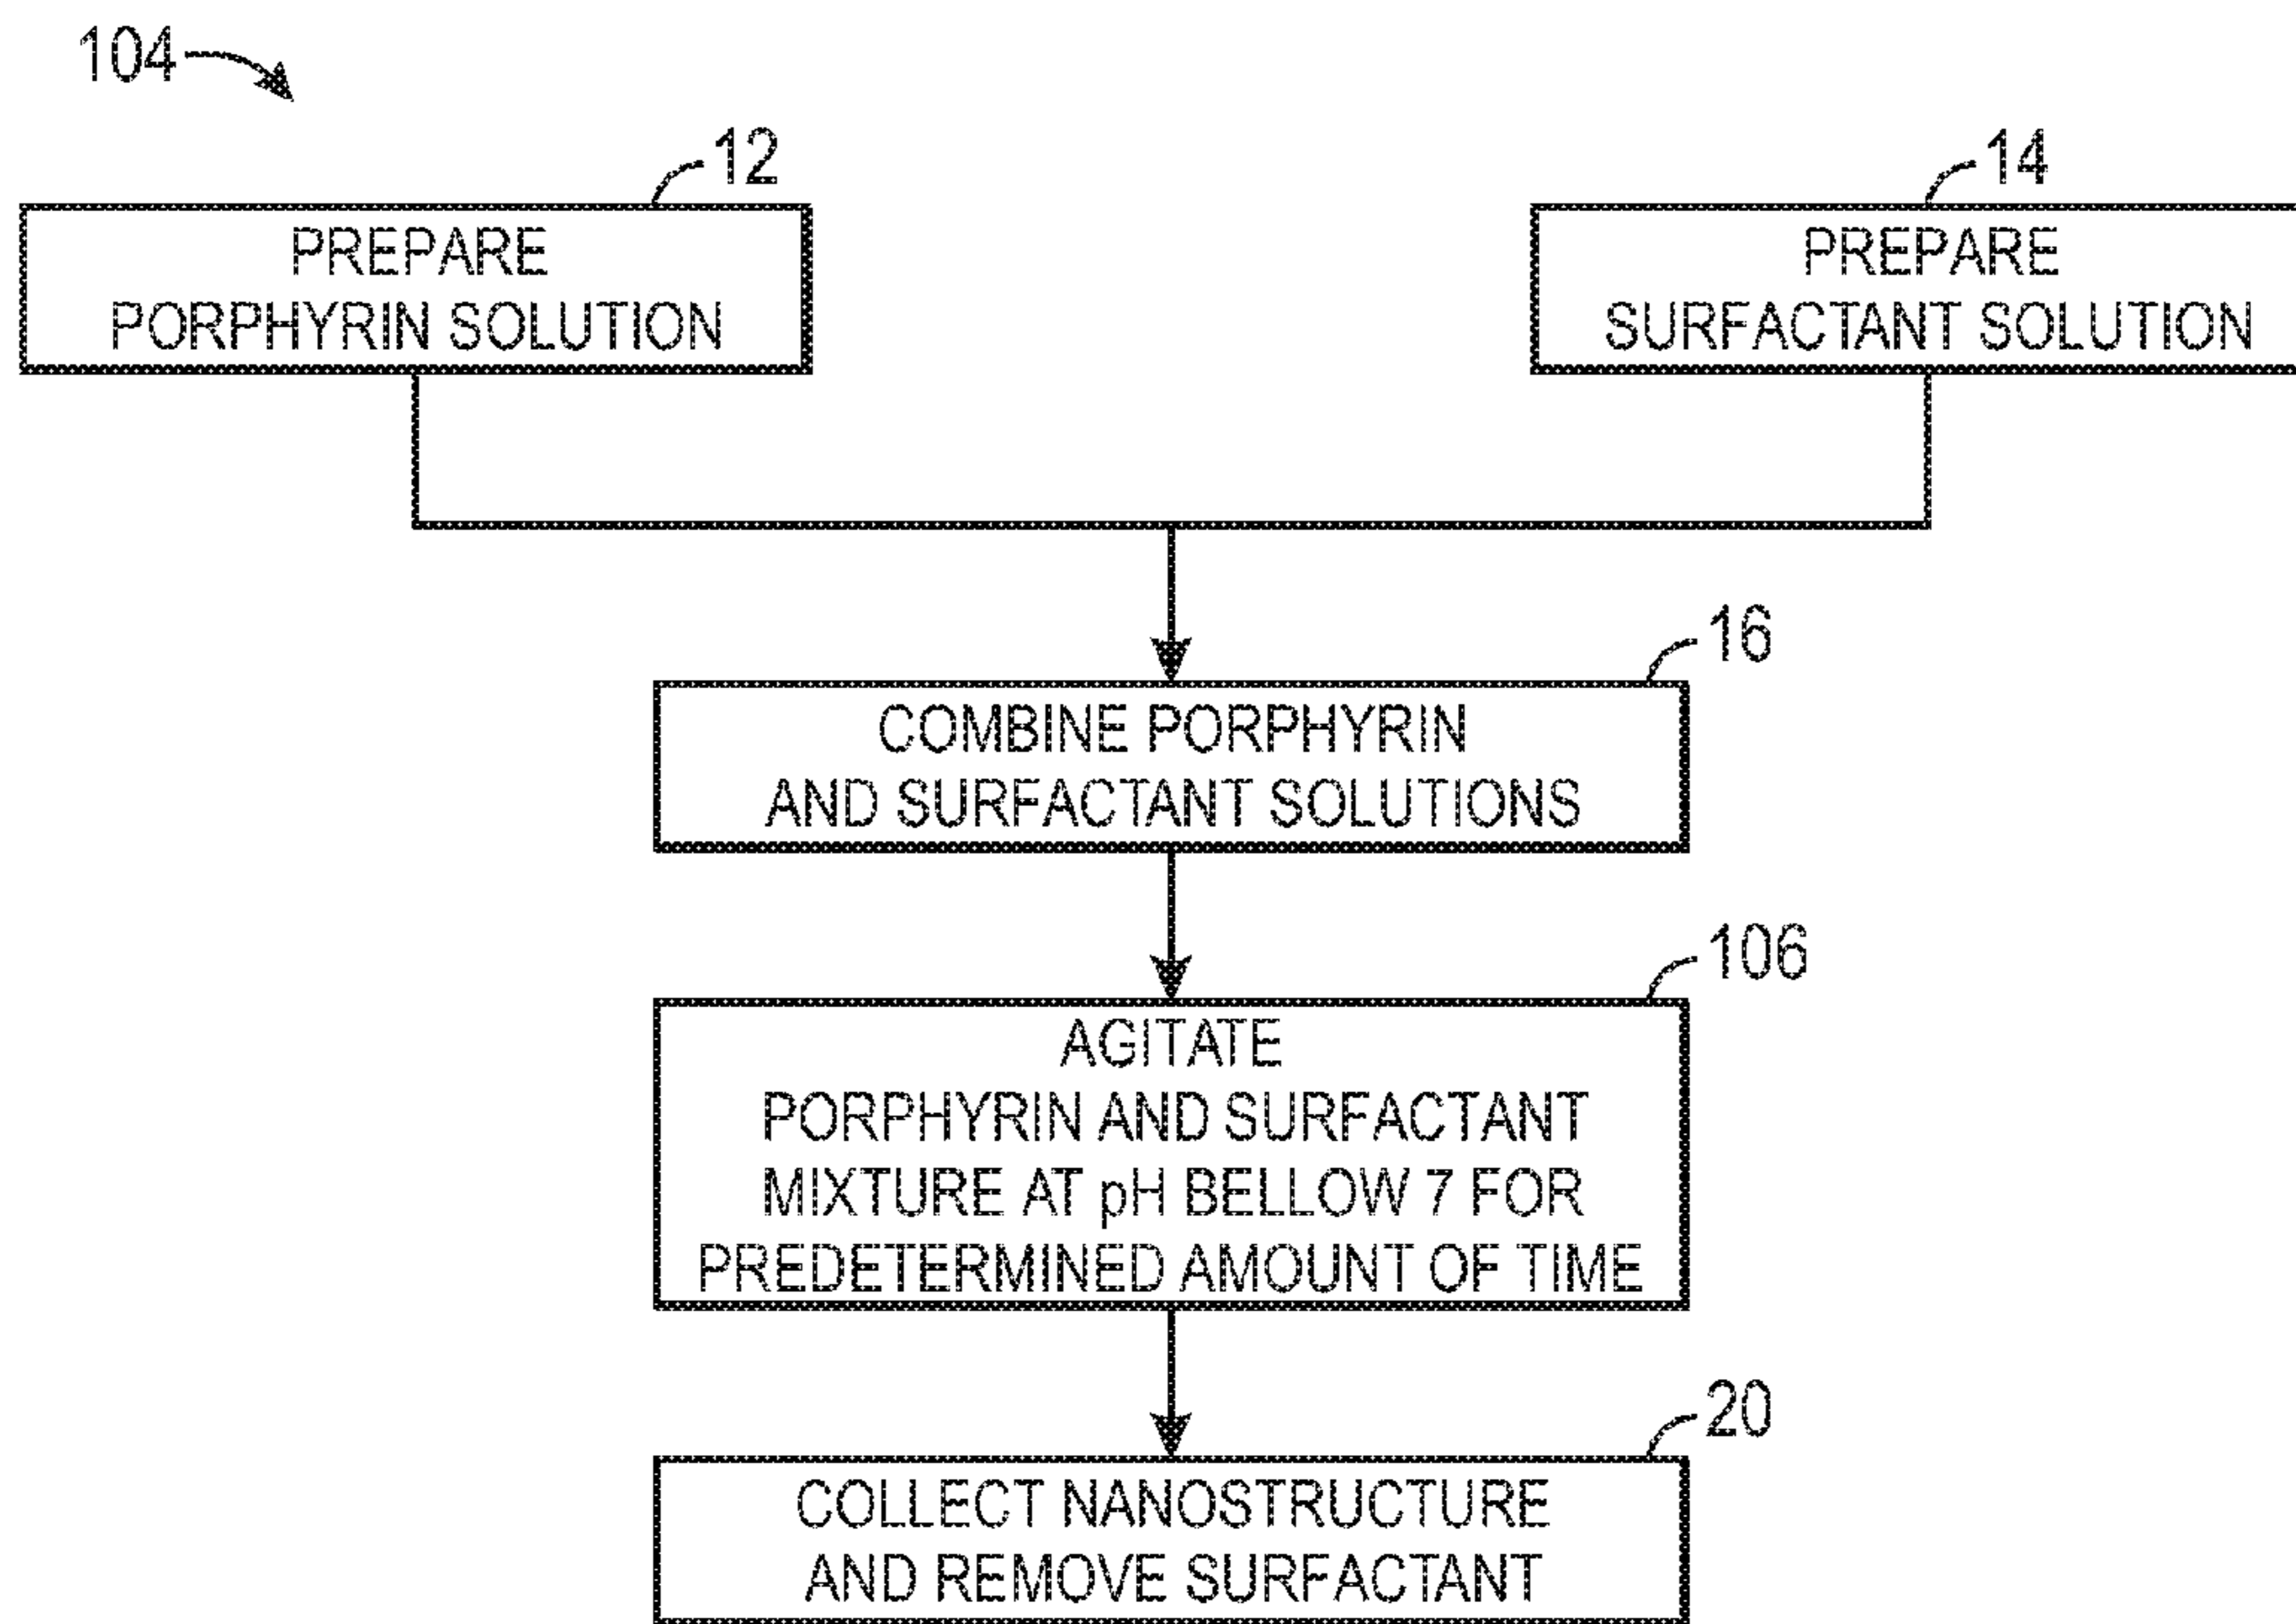 104
12
14
PREPARE
PORPHYRIN SOLUTION
PREPARE
SURFACTANT SOLUTION
16
COMBINE PORPHYRIN
AND SURFACTANT SOLUTIONS
106
AGITATE
PORPHYRIN AND SURFACTANT
MIXTURE AT pH BELLOW 7 FOR
PREDETERMINED AMOUNT OF TIME
20
COLLECT NANOSTRUCTURE
AND REMOVE SURFACTANT